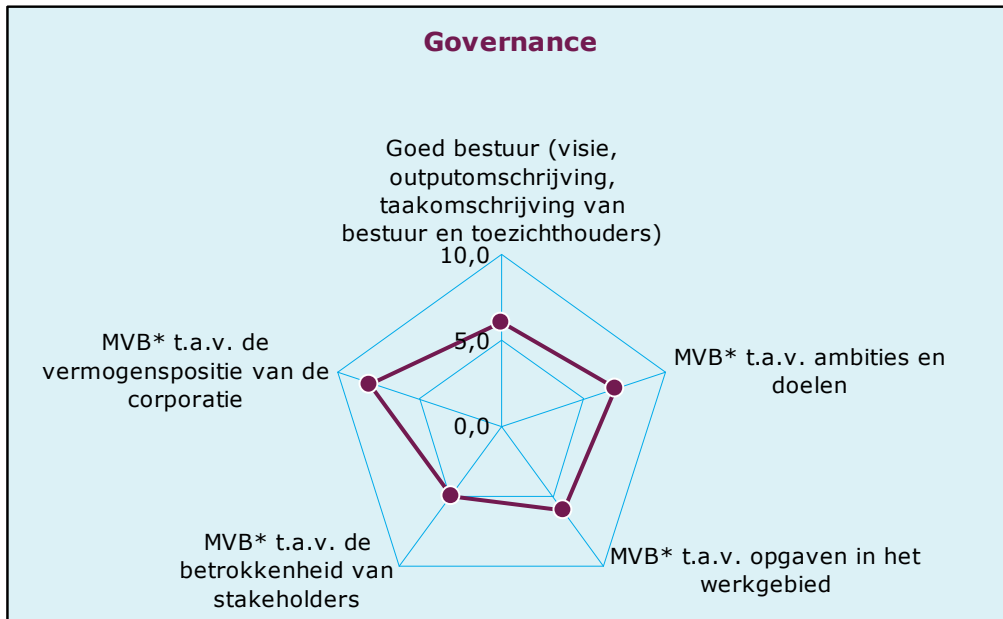 Governance
Goed bestuur (visie,
outputomschrijving,
taakomschrijving van
bestuur en toezichthouders)
10,0
5,0
0,0
MVB* t.a.v. ambities en
doelen
MVB* t.a.v. opgaven in het
werkgebied
MVB* t.a.v. de
betrokkenheid van
stakeholders
MVB* t.a.v. de
vermogenspositie van de
corporatie